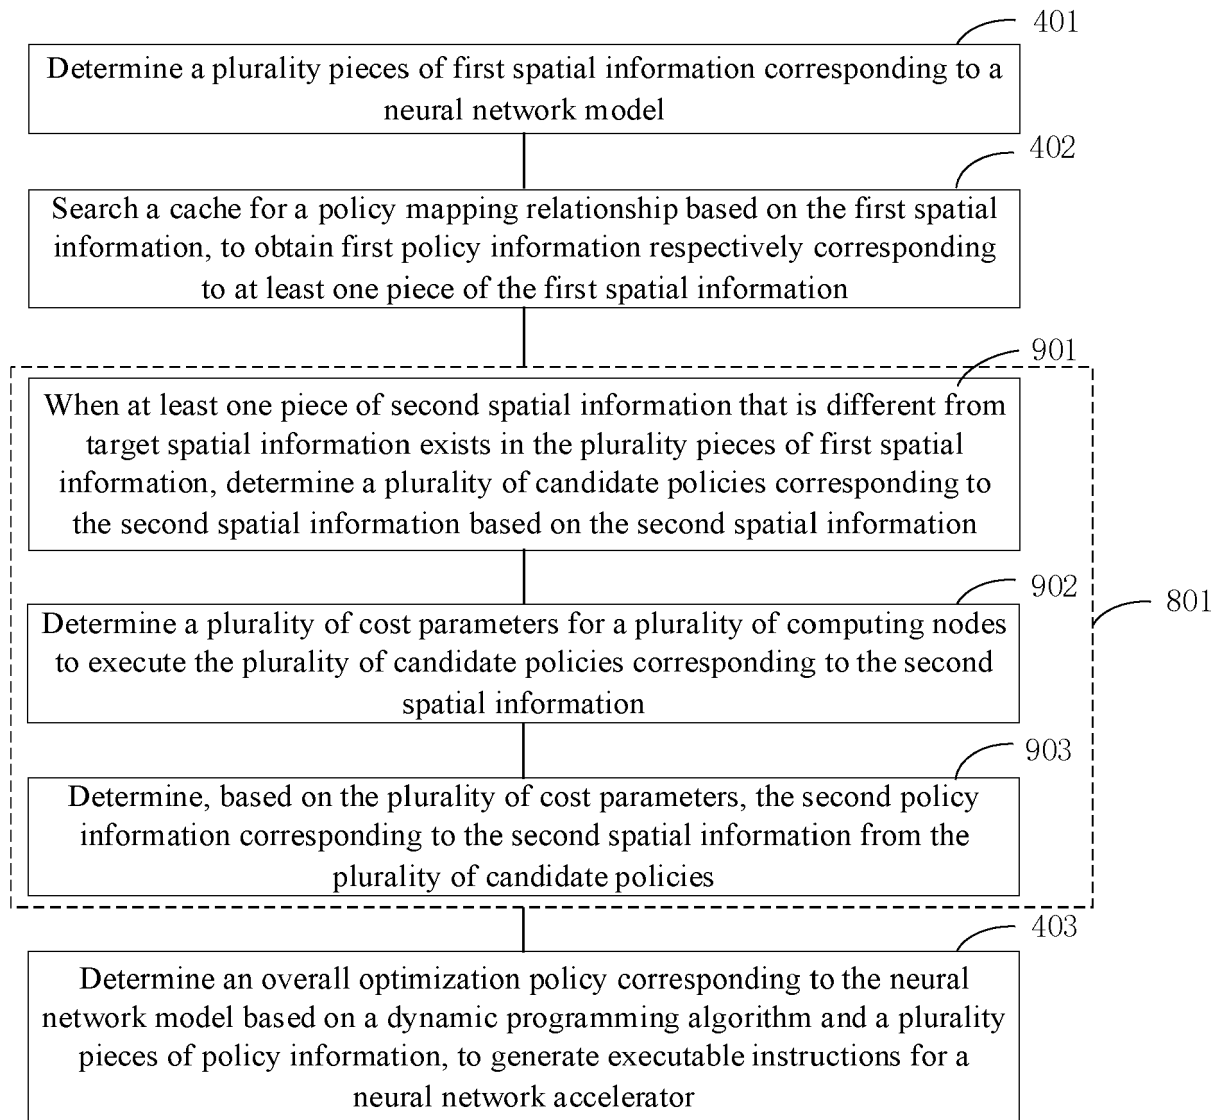 401
Determine a plurality pieces of first spatial information corresponding to a
neural network model
402
Search a cache for a policy mapping relationship based on the first spatial
information, to obtain first policy information respectively corresponding
to at least one piece of the first spatial information
901
When at least one piece of second spatial information that is different from
target spatial information exists in the plurality pieces of first spatial
information, determine a plurality of candidate policies corresponding to
the second spatial information based on the second spatial information
902
801
Determine a plurality of cost parameters for a plurality of computing nodes
to execute the plurality of candidate policies corresponding to the second
spatial information
903
Determine, based on the plurality of cost parameters, the second policy
information corresponding to the second spatial information from the
plurality of candidate policies
403
Determine an overall optimization policy corresponding to the neural
network model based on a dynamic programming algorithm and a plurality
pieces of policy information, to generate executable instructions for a
neural network accelerator